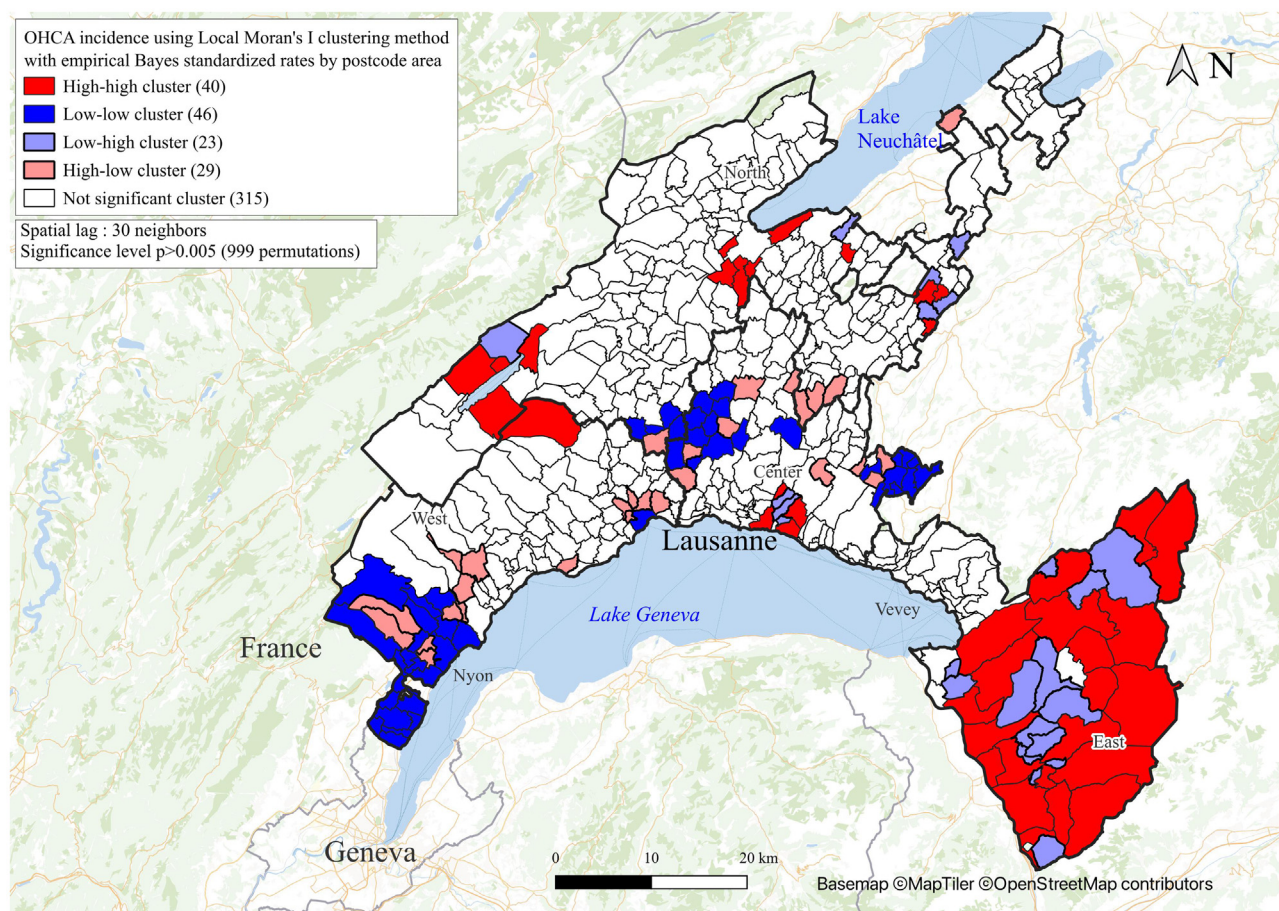 OHCA incidence using Local Moran's I clustering method
with empirical Bayes standardized rates by postcode area
High-high cluster (40)
Low-low cluster (46)
Low-high cluster (23)
High-low cluster (29)
Not significant cluster (315)
Spatial lag : 30 neighbors
Significance level p>0.005 (999 permutations)
N
Lake
Neuchâtel
North
Center
West
Lausanne
Lake Geneva
Vevey
France
Nyon
East
Geneva
0 10 20 km
Basemap ©MapTiler ©OpenStreetMap contributors